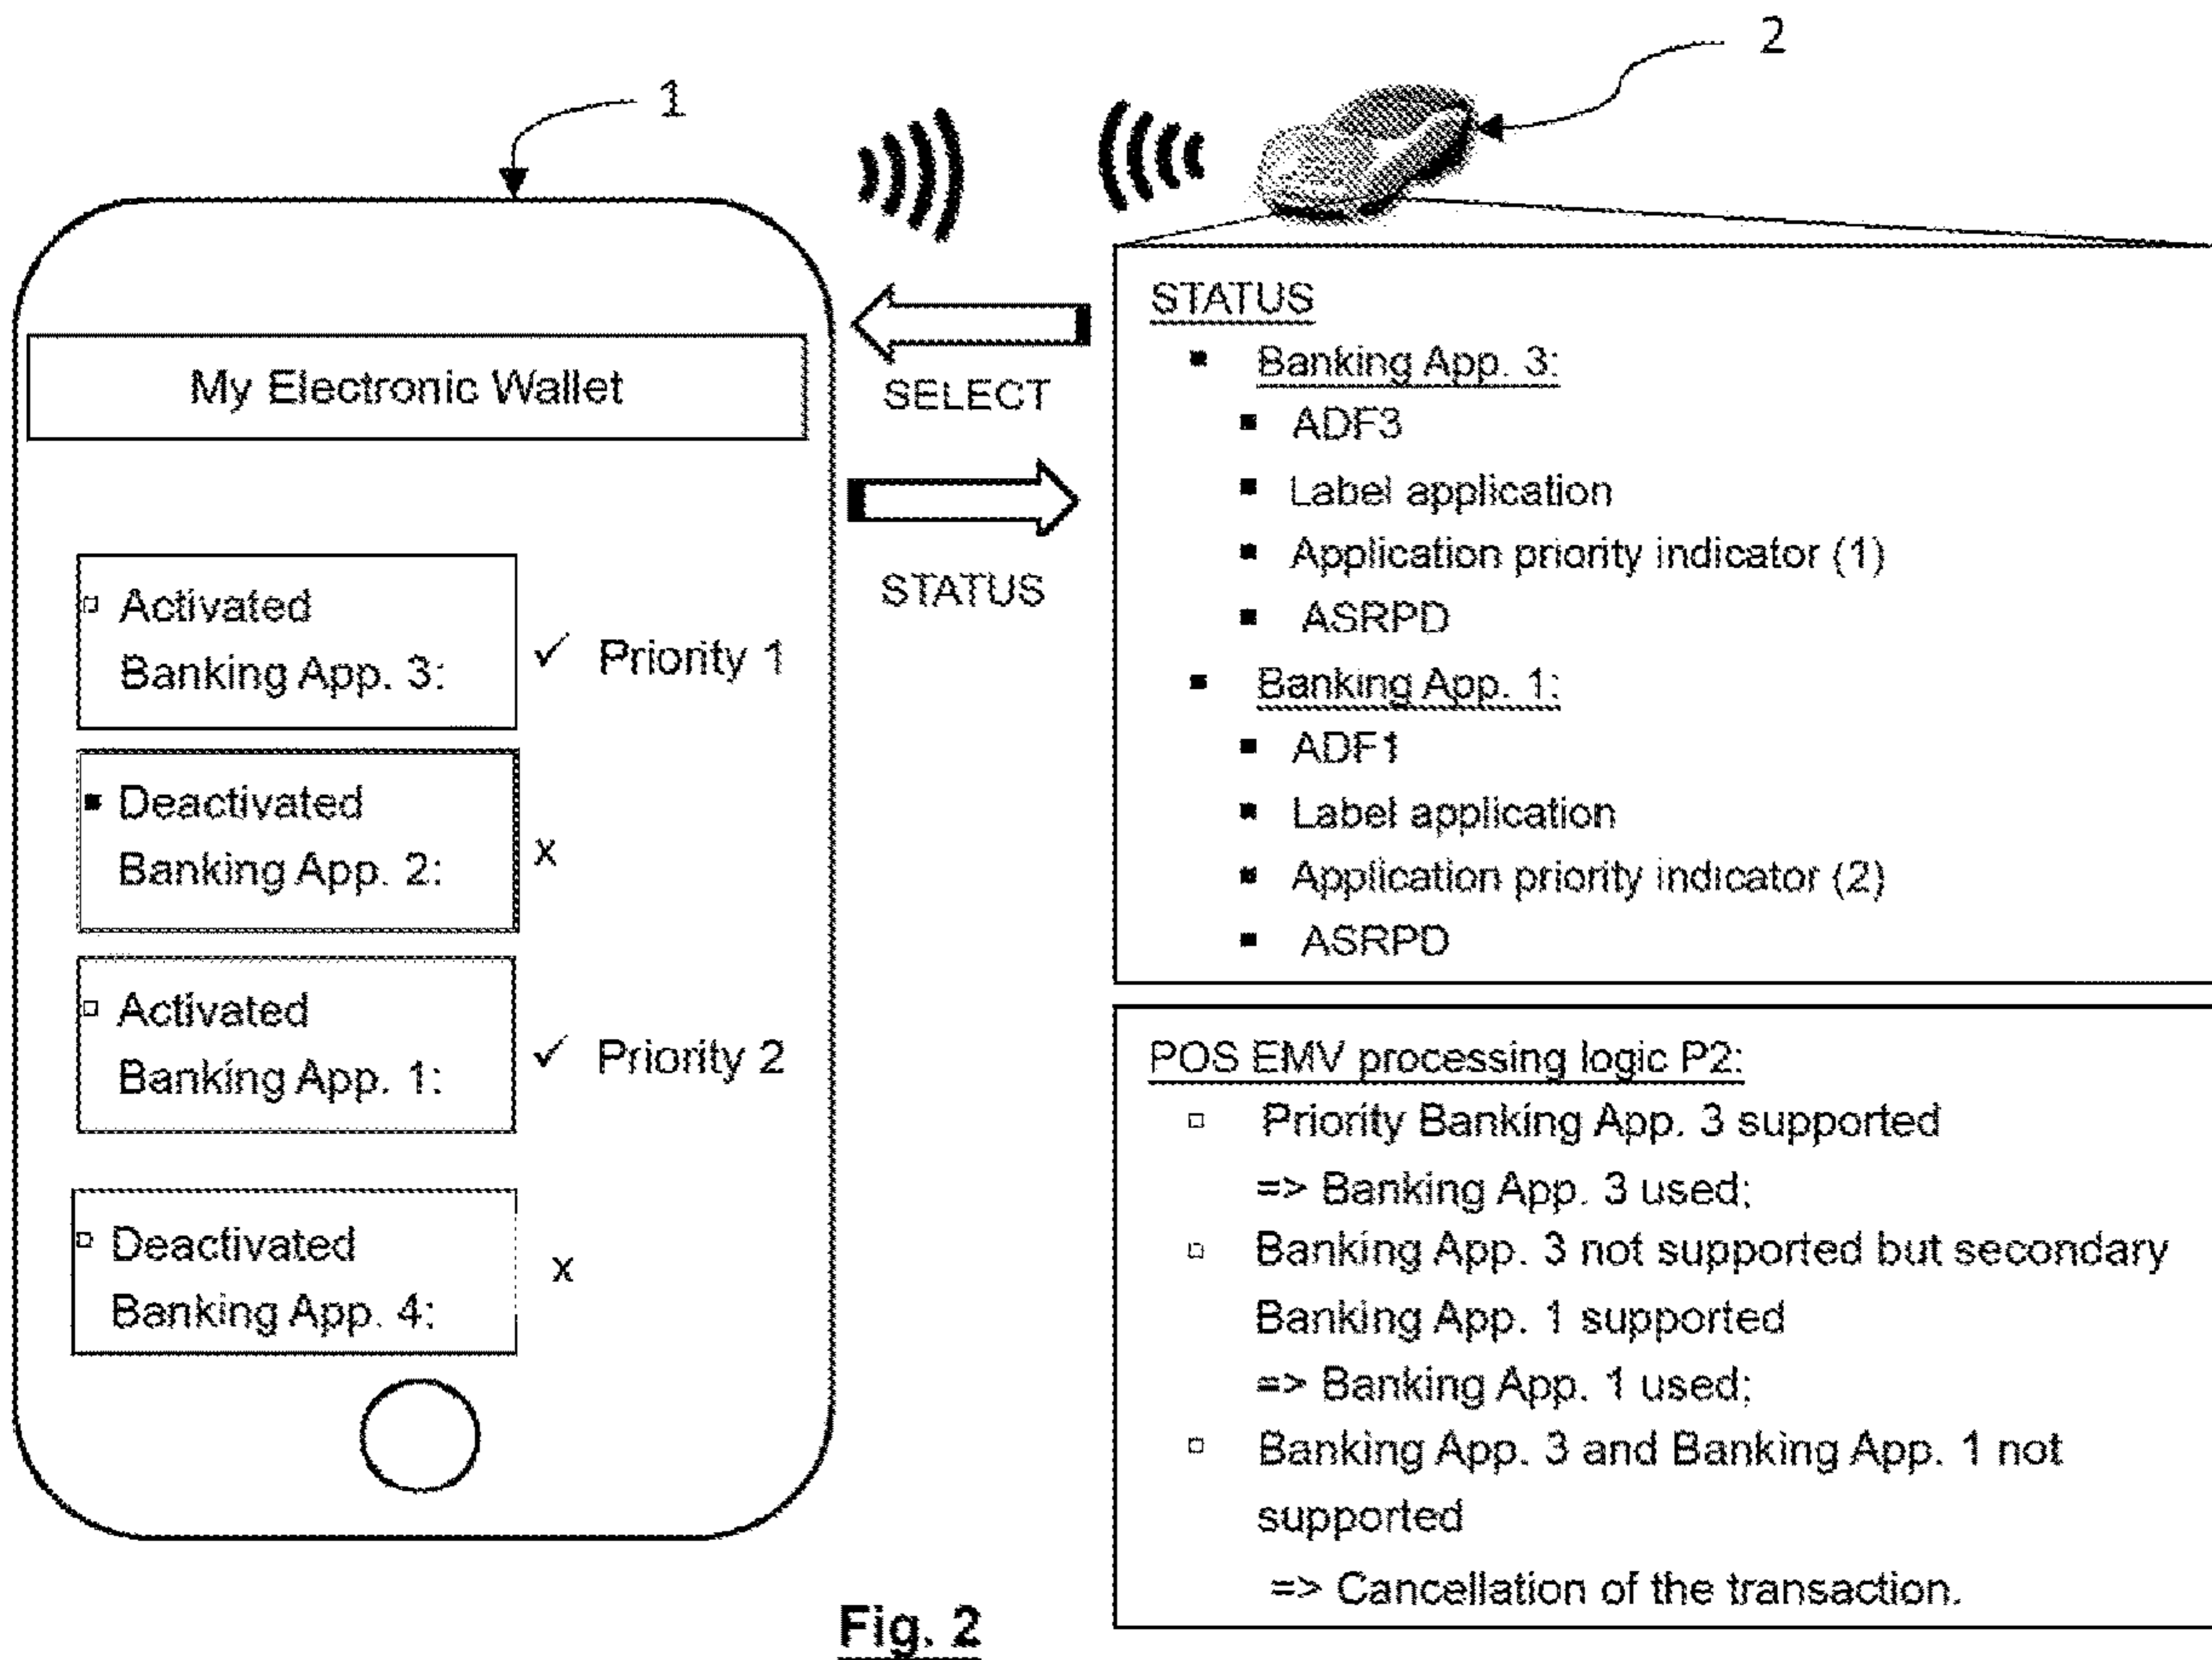 1
2
My Electronic Wallet
Activated
Banking App. 3:
✓ Priority 1
Deactivated
Banking App. 2:
x
Activated
Banking App. 1:
✓ Priority 2
Deactivated
Banking App. 4:
x
SELECT
STATUS
STATUS
Banking App. 3:
ADF3
Label application
Application priority indicator (1)
ASRPD
Banking App. 1:
ADF1
Label application
Application priority indicator (2)
ASRPD
POS EMV processing logic P2:
Priority Banking App. 3 supported
=> Banking App. 3 used;
Banking App. 3 not supported but secondary
Banking App. 1 supported
=> Banking App. 1 used;
Banking App. 3 and Banking App. 1 not
supported
=> Cancellation of the transaction.
Fig. 2